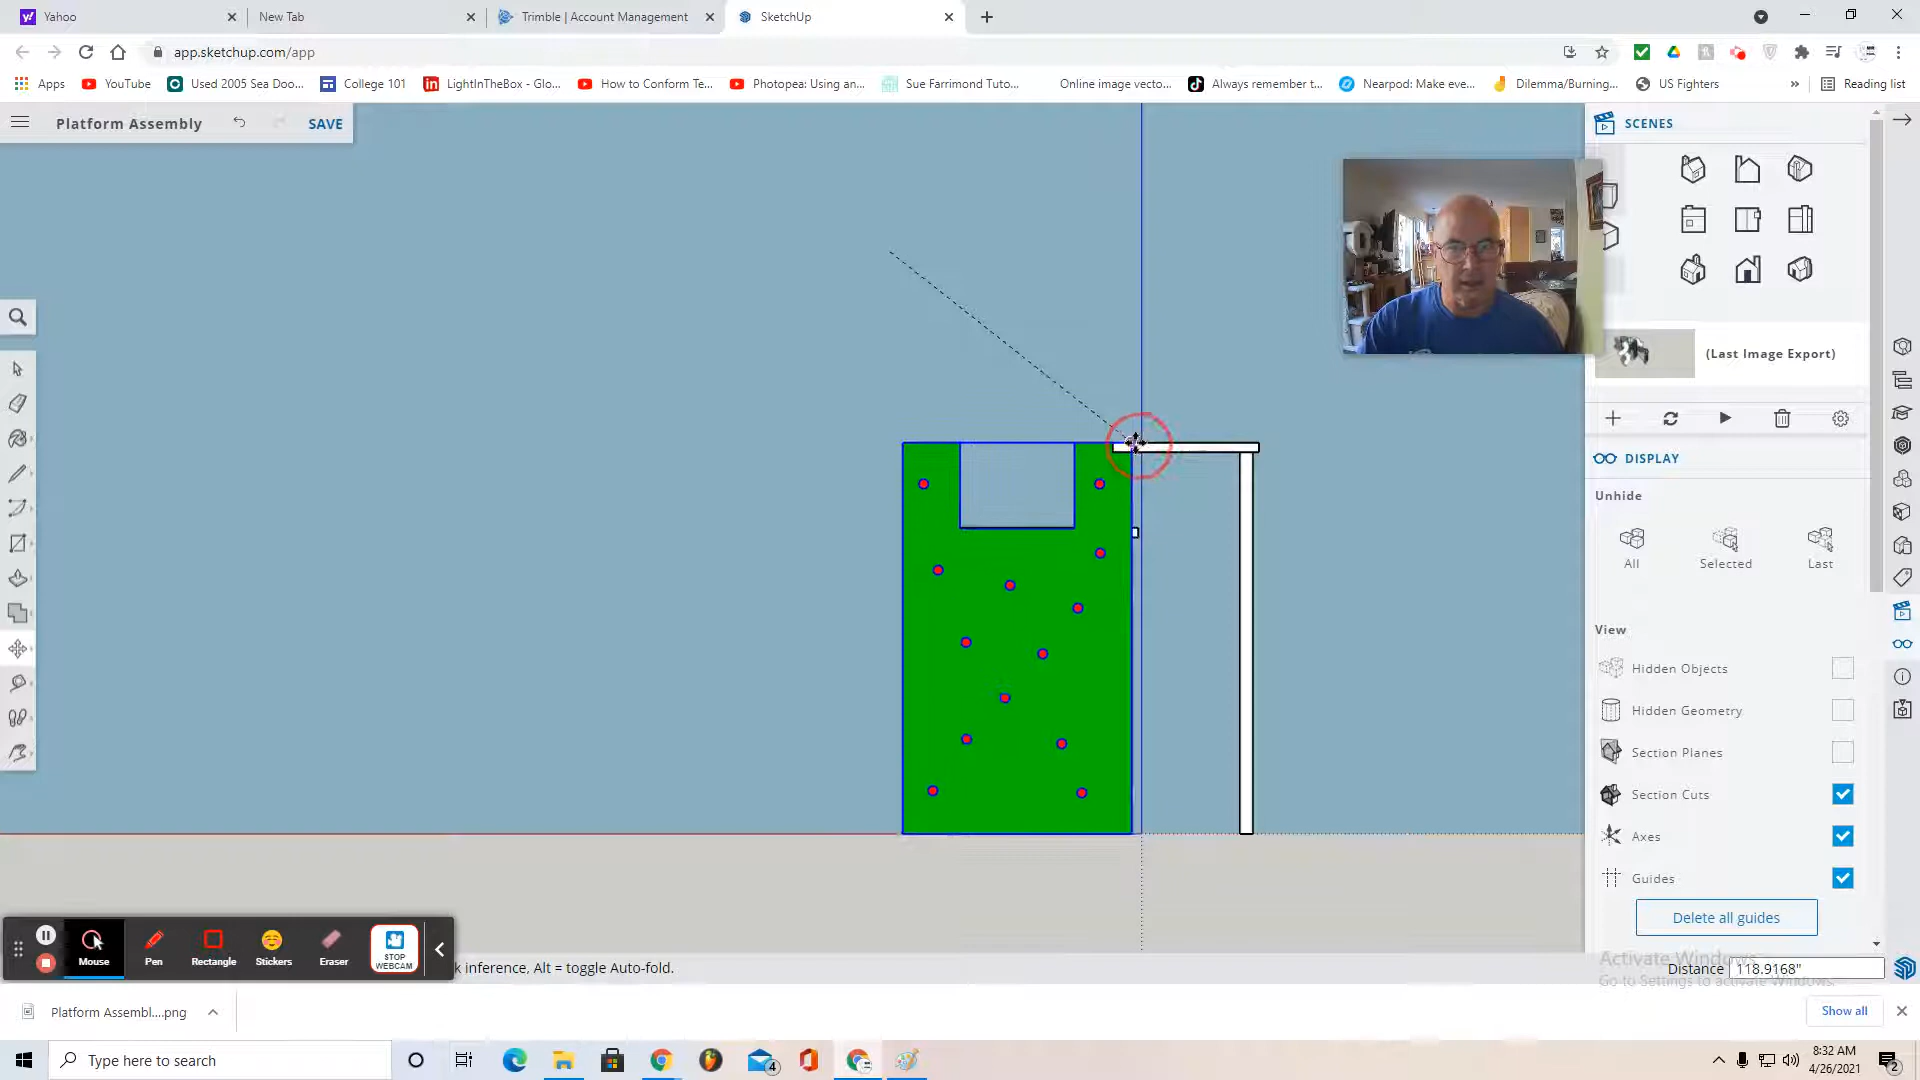 Yahoo
New Tab
Trimble | Account Management
SketchUp
app.sketchup.com/app
Apps
YouTube
Used 2005 Sea Doo...
College 101
LightInTheBox - Glo...
How to Conform Te...
Photopea: Using an...
Sue Farrimond Tuto...
Online image vecto...
Always remember t...
Nearpod: Make eve...
Dilemma/Burning...
US Fighters
»
Reading list
Platform Assembly
SAVE
SCENES
(Last Image Export)
DISPLAY
Unhide
All
Selected
Last
View
Hidden Objects
Hidden Geometry
Section Planes
Section Cuts
Axes
Guides
Delete all guides
Mouse
Pen
Rectangle
Stickers
Eraser
STOP
WEBCAM
k inference, Alt = toggle Auto-fold.
Activate Windows
Go to Settings to activate Windows.
Distance 118.9168"
Platform Assembl....png
Show all
Type here to search
4
8:32 AM
4/26/2021
2